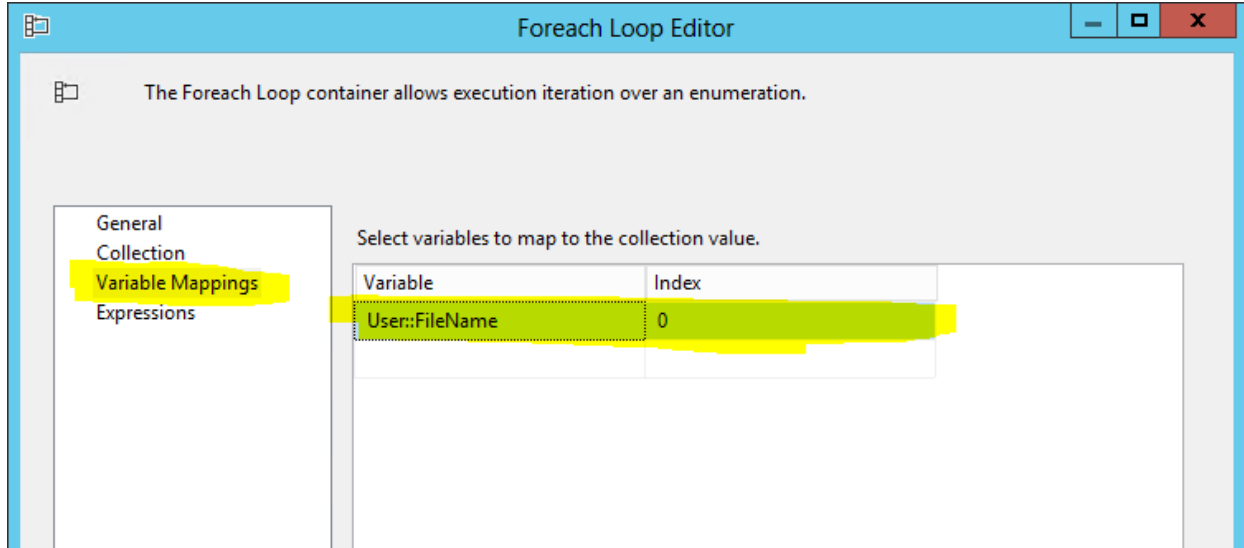 Foreach Loop Editor
The Foreach Loop container allows execution iteration over an enumeration.
General
Collection
Variable Mappings
Expressions
Select variables to map to the collection value.
Variable Index
User::FileName 0